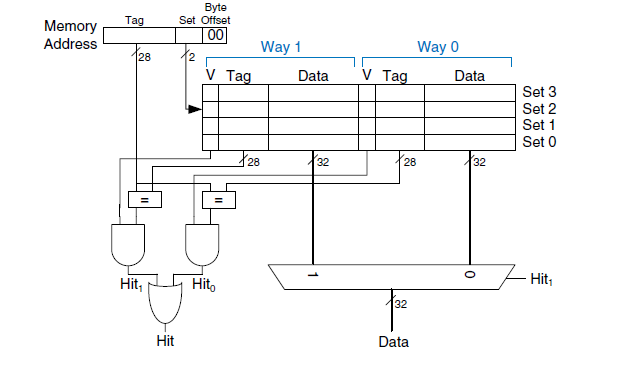 Byte
Memory Tag Set Offset
Address 00
28 2
Way 1 Way 0
V Tag Data V Tag Data
Set 3
Set 2
Set 1
Set 0
28 32 28 32
= =
1 0
Hit1 Hit0 Hit1
32
Hit Data